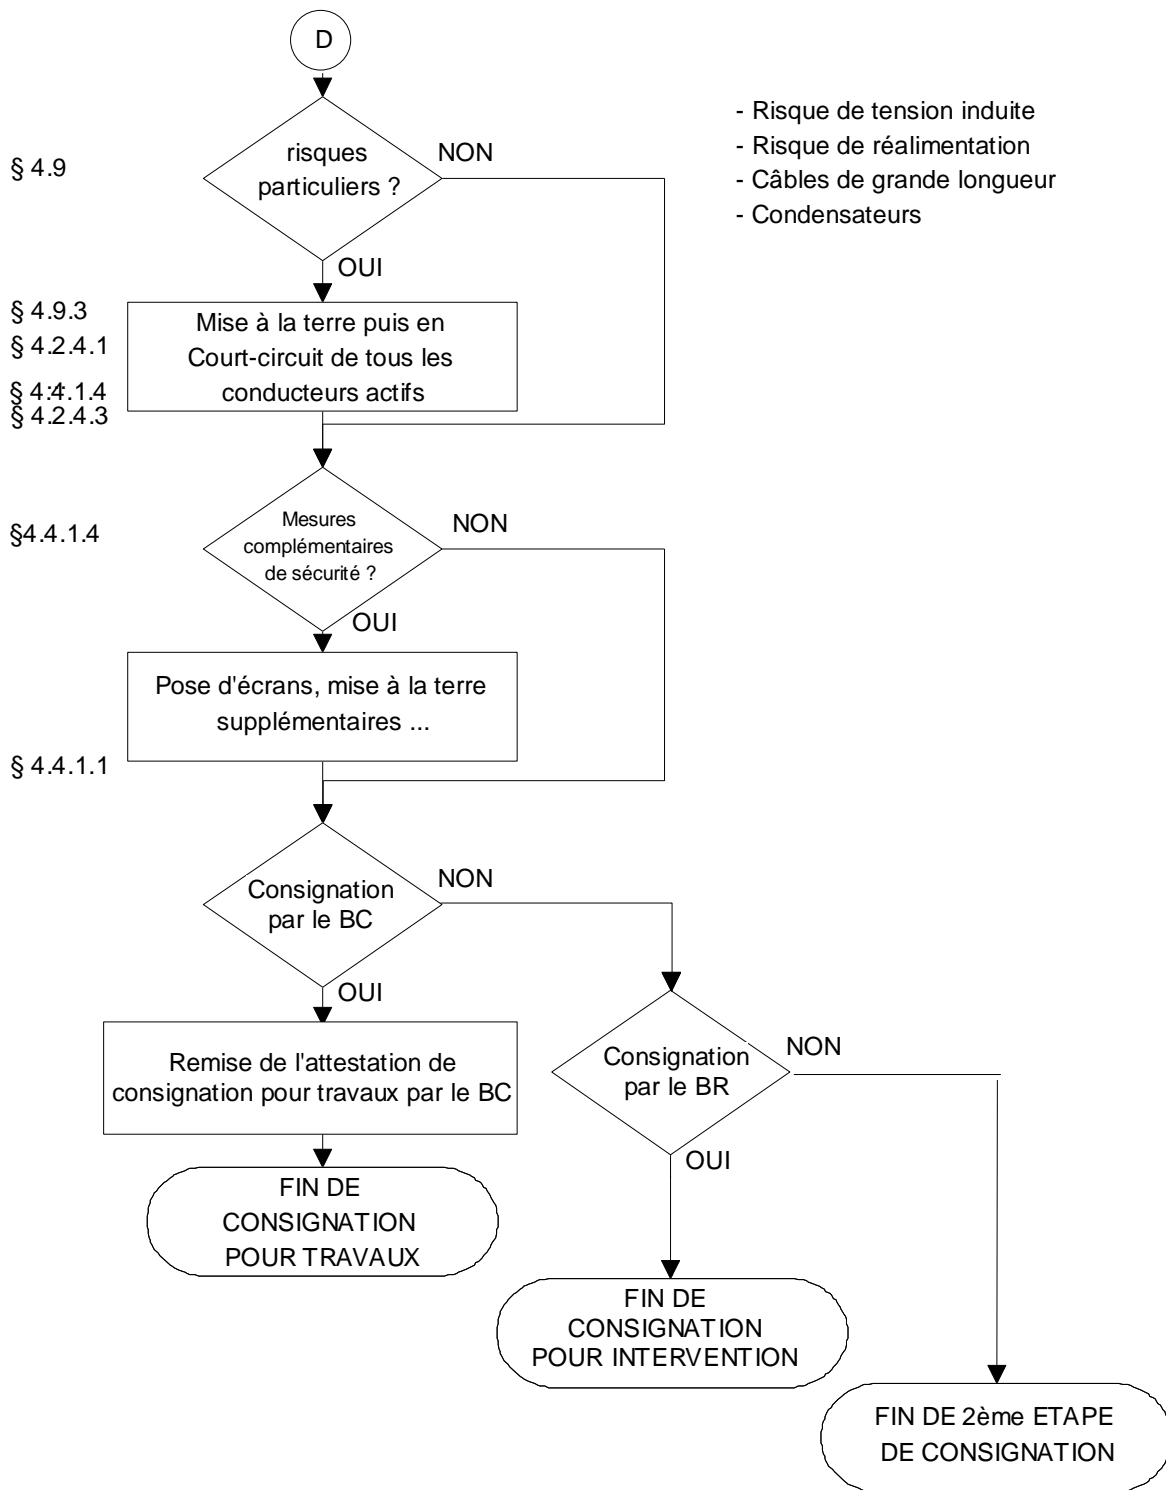 D
- Risque de tension induite
- Risque de réalimentation
- Câbles de grande longueur
- Condensateurs
§ 4.9
risques
particuliers ?
NON
OUI
§ 4.9.3
§ 4.2.4.1
§ 4.4.1.4
§ 4.2.4.3
Mise à la terre puis en
Court-circuit de tous les
conducteurs actifs
§4.4.1.4
Mesures
complémentaires
de sécurité ?
NON
OUI
Pose d'écrans, mise à la terre
supplémentaires ...
§ 4.4.1.1
Consignation
par le BC
NON
OUI
Remise de l'attestation de
consignation pour travaux par le BC
Consignation
par le BR
NON
OUI
FIN DE
CONSIGNATION
POUR TRAVAUX
FIN DE
CONSIGNATION
POUR INTERVENTION
FIN DE 2ème ETAPE
DE CONSIGNATION